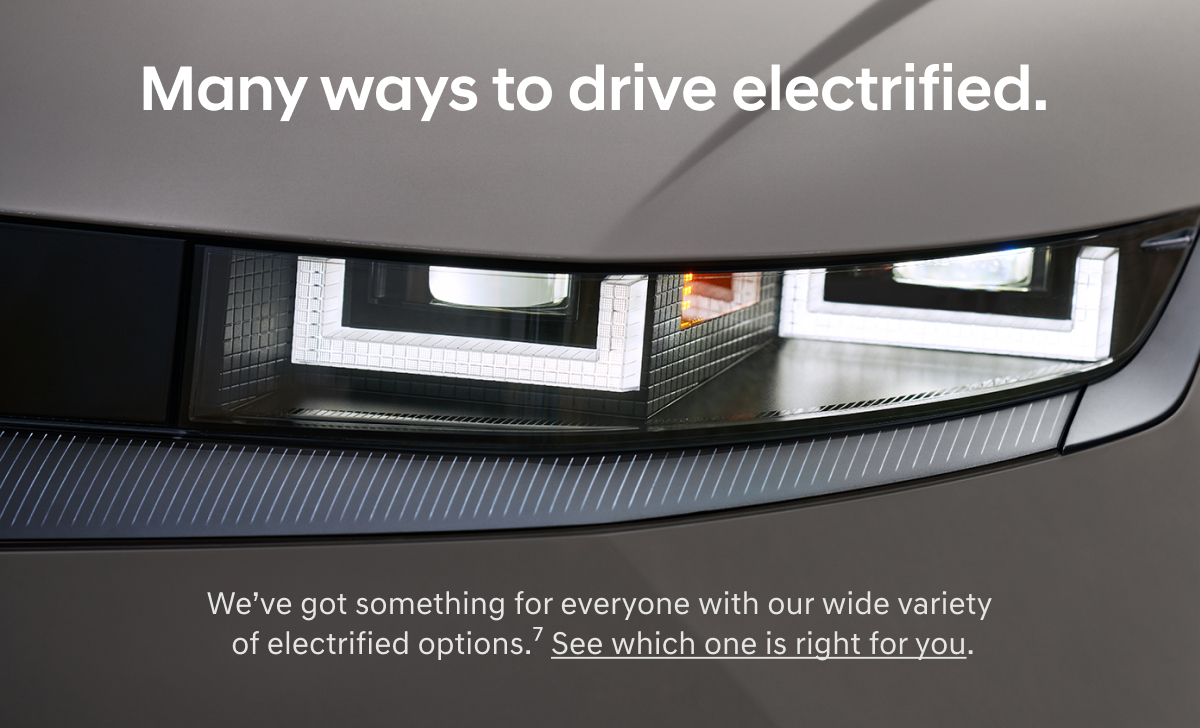 Many ways to drive electrified.
We’ve got something for everyone with our wide variety
of electrified options.⁷ See which one is right for you.